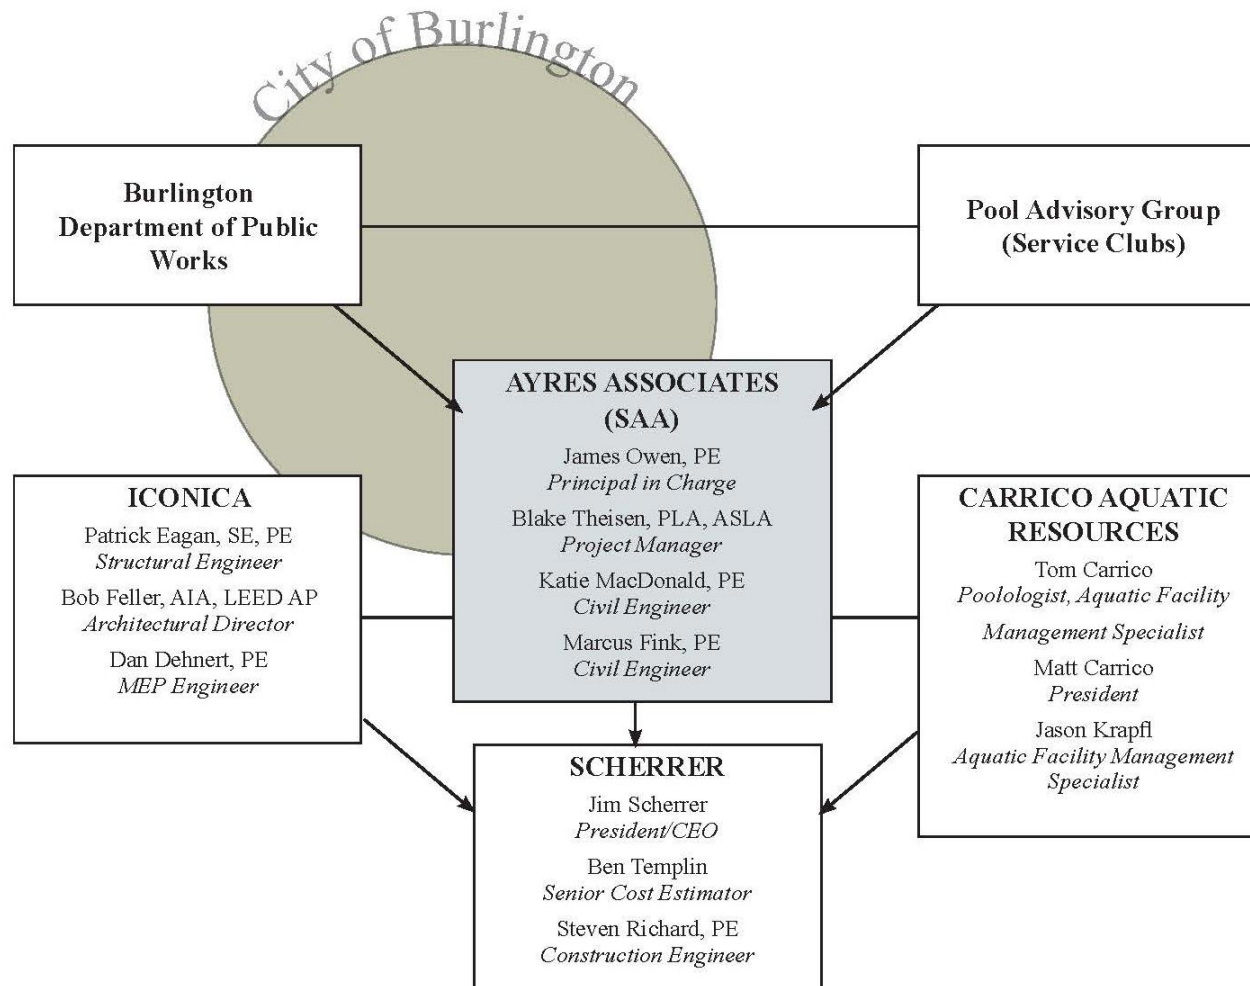 City of Burlington
Burlington
Department of Public
Works
Pool Advisory Group
(Service Clubs)
AYRES ASSOCIATES
(SAA)
James Owen, PE
Principal in Charge
Blake Theisen, PLA, ASLA
Project Manager
Katie MacDonald, PE
Civil Engineer
Marcus Fink, PE
Civil Engineer
ICONICA
Patrick Eagan, SE, PE
Structural Engineer
Bob Feller, AIA, LEED AP
Architectural Director
Dan Dehnert, PE
MEP Engineer
CARRICO AQUATIC
RESOURCES
Tom Carrico
Poolologist, Aquatic Facility
Management Specialist
Matt Carrico
President
Jason Krapfl
Aquatic Facility Management
Specialist
SCHERRER
Jim Scherrer
President/CEO
Ben Templin
Senior Cost Estimator
Steven Richard, PE
Construction Engineer